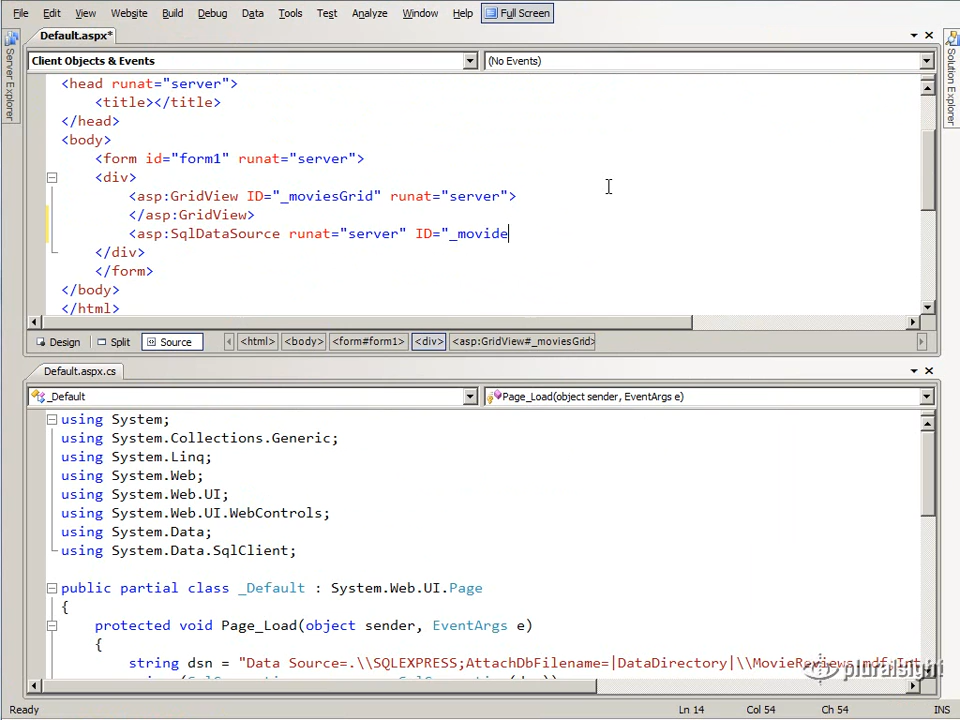 File Edit View Website Build Debug Data Tools Test Analyze Window Help Full Screen
Default.aspx*
Server Explorer
Solution Explorer
Client Objects & Events (No Events)
<head runat="server">
<title></title>
</head>
<body>
<form id="form1" runat="server">
<div>
<asp:GridView ID="_moviesGrid" runat="server">
</asp:GridView>
<asp:SqlDataSource runat="server" ID="_movide
</div>
</form>
</body>
</html>
Design Split Source <html> <body> <form#form1> <div> <asp:GridView#_moviesGrid>
Default.aspx.cs
_Default Page_Load(object sender, EventArgs e)
using System;
using System.Collections.Generic;
using System.Linq;
using System.Web;
using System.Web.UI;
using System.Web.UI.WebControls;
using System.Data;
using System.Data.SqlClient;
public partial class _Default : System.Web.UI.Page
{
protected void Page_Load(object sender, EventArgs e)
{
string dsn = "Data Source=.\\SQLEXPRESS;AttachDbFilename=|DataDirectory|\\MovieReviews.mdf;Int
pluralsight
Ready Ln 14 Col 54 Ch 54 INS